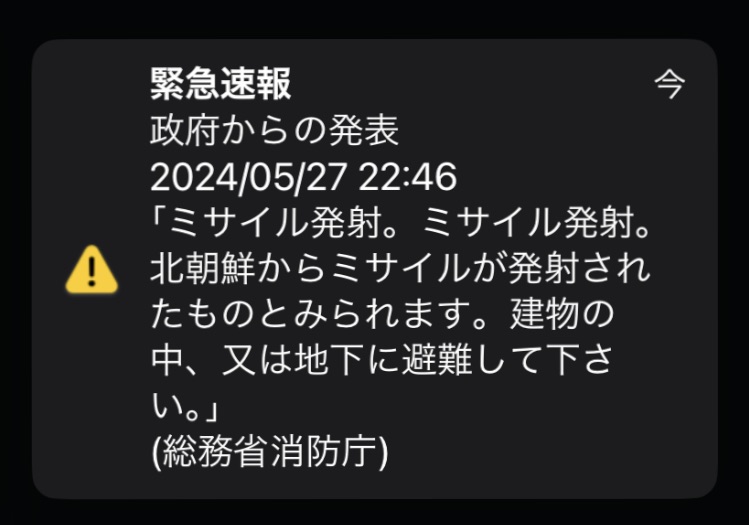 緊急速報
今
政府からの発表
2024/05/27 22:46
「ミサイル発射。ミサイル発射。
北朝鮮からミサイルが発射され
たものとみられます。建物の
中、又は地下に避難して下さ
い。」
(総務省消防庁)